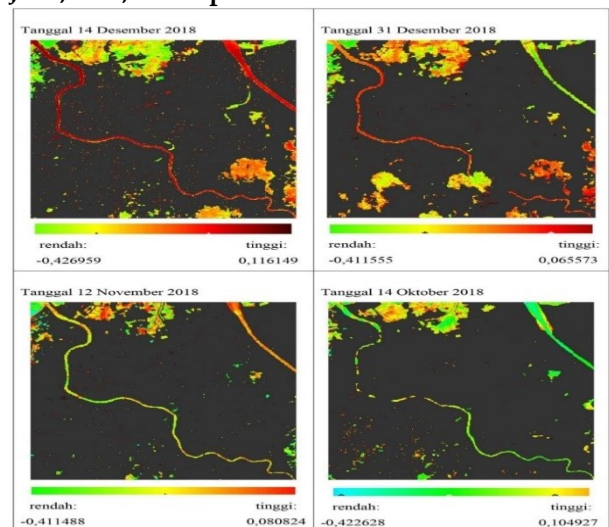 Tanggal 14 Desember 2018
rendah:
tinggi:
-0,426959
0,116149
Tanggal 31 Desember 2018
rendah:
tinggi:
-0,411555
0,065573
Tanggal 12 November 2018
rendah:
tinggi:
-0,411488
0,080824
Tanggal 14 Oktober 2018
rendah:
tinggi:
-0,422628
0,104927